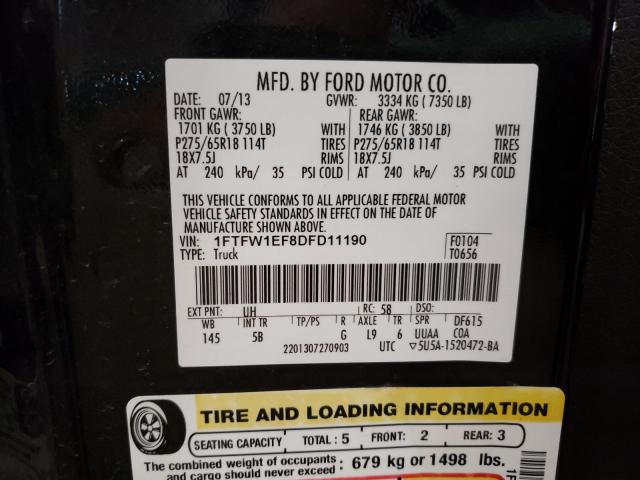 MFD. BY FORD MOTOR CO.
DATE: 07/13 GVWR: 3334 KG ( 7350 LB)
FRONT GAWR: REAR GAWR:
1701 KG ( 3750 LB) WITH 1746 KG ( 3850 LB) WITH
P275/65R18 114T TIRES P275/65R18 114T TIRES
18X7.5J RIMS 18X7.5J RIMS
AT 240 kPa/ 35 PSI COLD AT 240 kPa/ 35 PSI COLD
THIS VEHICLE CONFORMS TO ALL APPLICABLE FEDERAL MOTOR
VEHICLE SAFETY STANDARDS IN EFFECT ON THE DATE OF
MANUFACTURE SHOWN ABOVE.
VIN: 1FTFW1EF8DFD11190 F0104
TYPE: Truck T0656
EXT PNT: UH RC: 58 DSO:
WB INT TR TP/PS R AXLE TR SPR DF615
145 5B G L9 6 UUAA COA
2201307270903 UTC ▽5U5A-1520472-BA
TIRE AND LOADING INFORMATION
SEATING CAPACITY TOTAL: 5 FRONT: 2 REAR: 3
The combined weight of occupants
and cargo should never exceed: 679 kg or 1498 lbs.